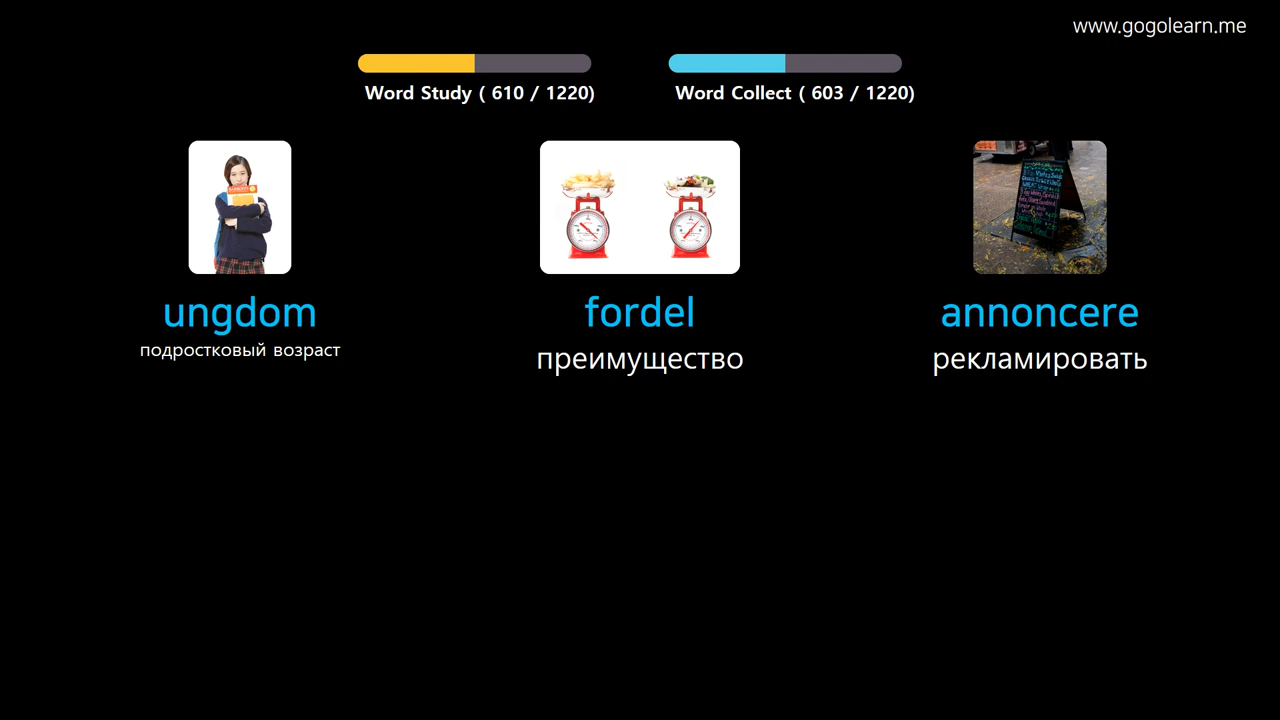 www.gogolearn.me
Word Study ( 610 / 1220)
Word Collect ( 603 / 1220)
ungdom
подростковый возраст
fordel
преимущество
annoncere
рекламировать